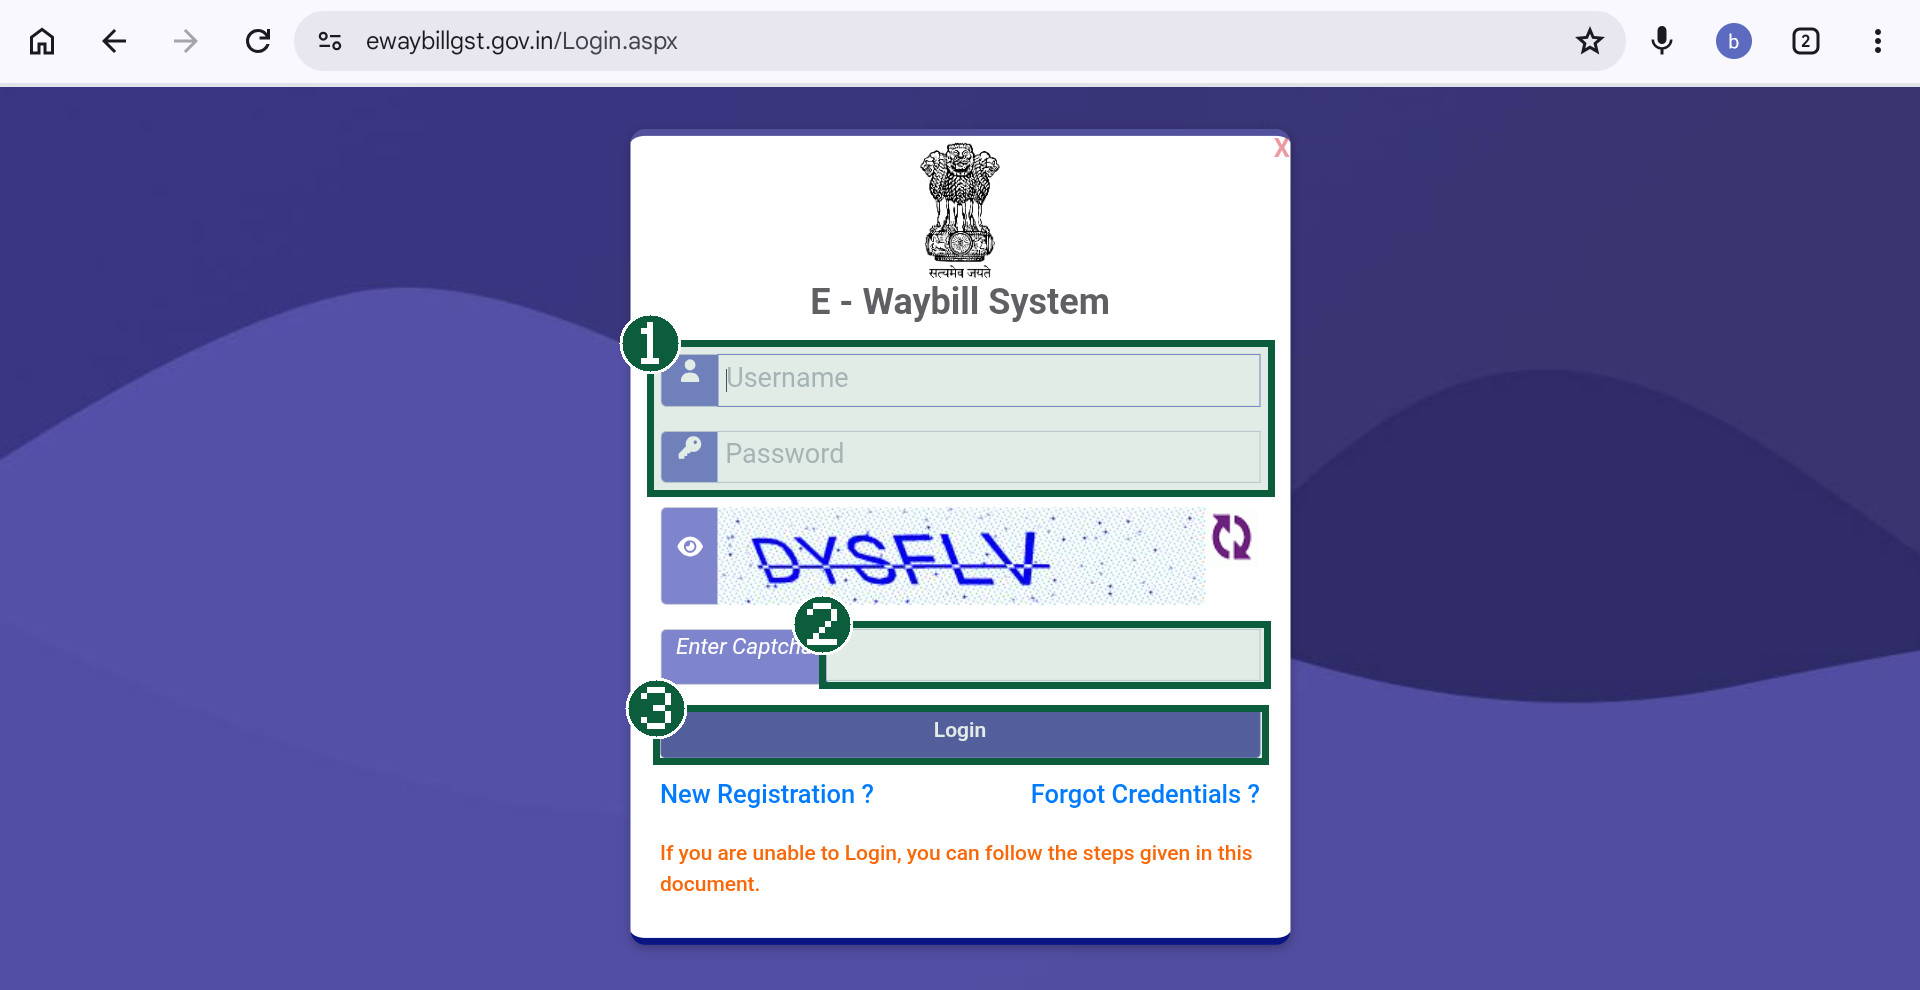 ewaybillgst.gov.in/Login.aspx
b
2
X
सत्यमेव जयते
E - Waybill System
1
Username
Password
DYSFLV
2
Enter Captcha
3
Login
New Registration ?
Forgot Credentials ?
If you are unable to Login, you can follow the steps given in this
document.